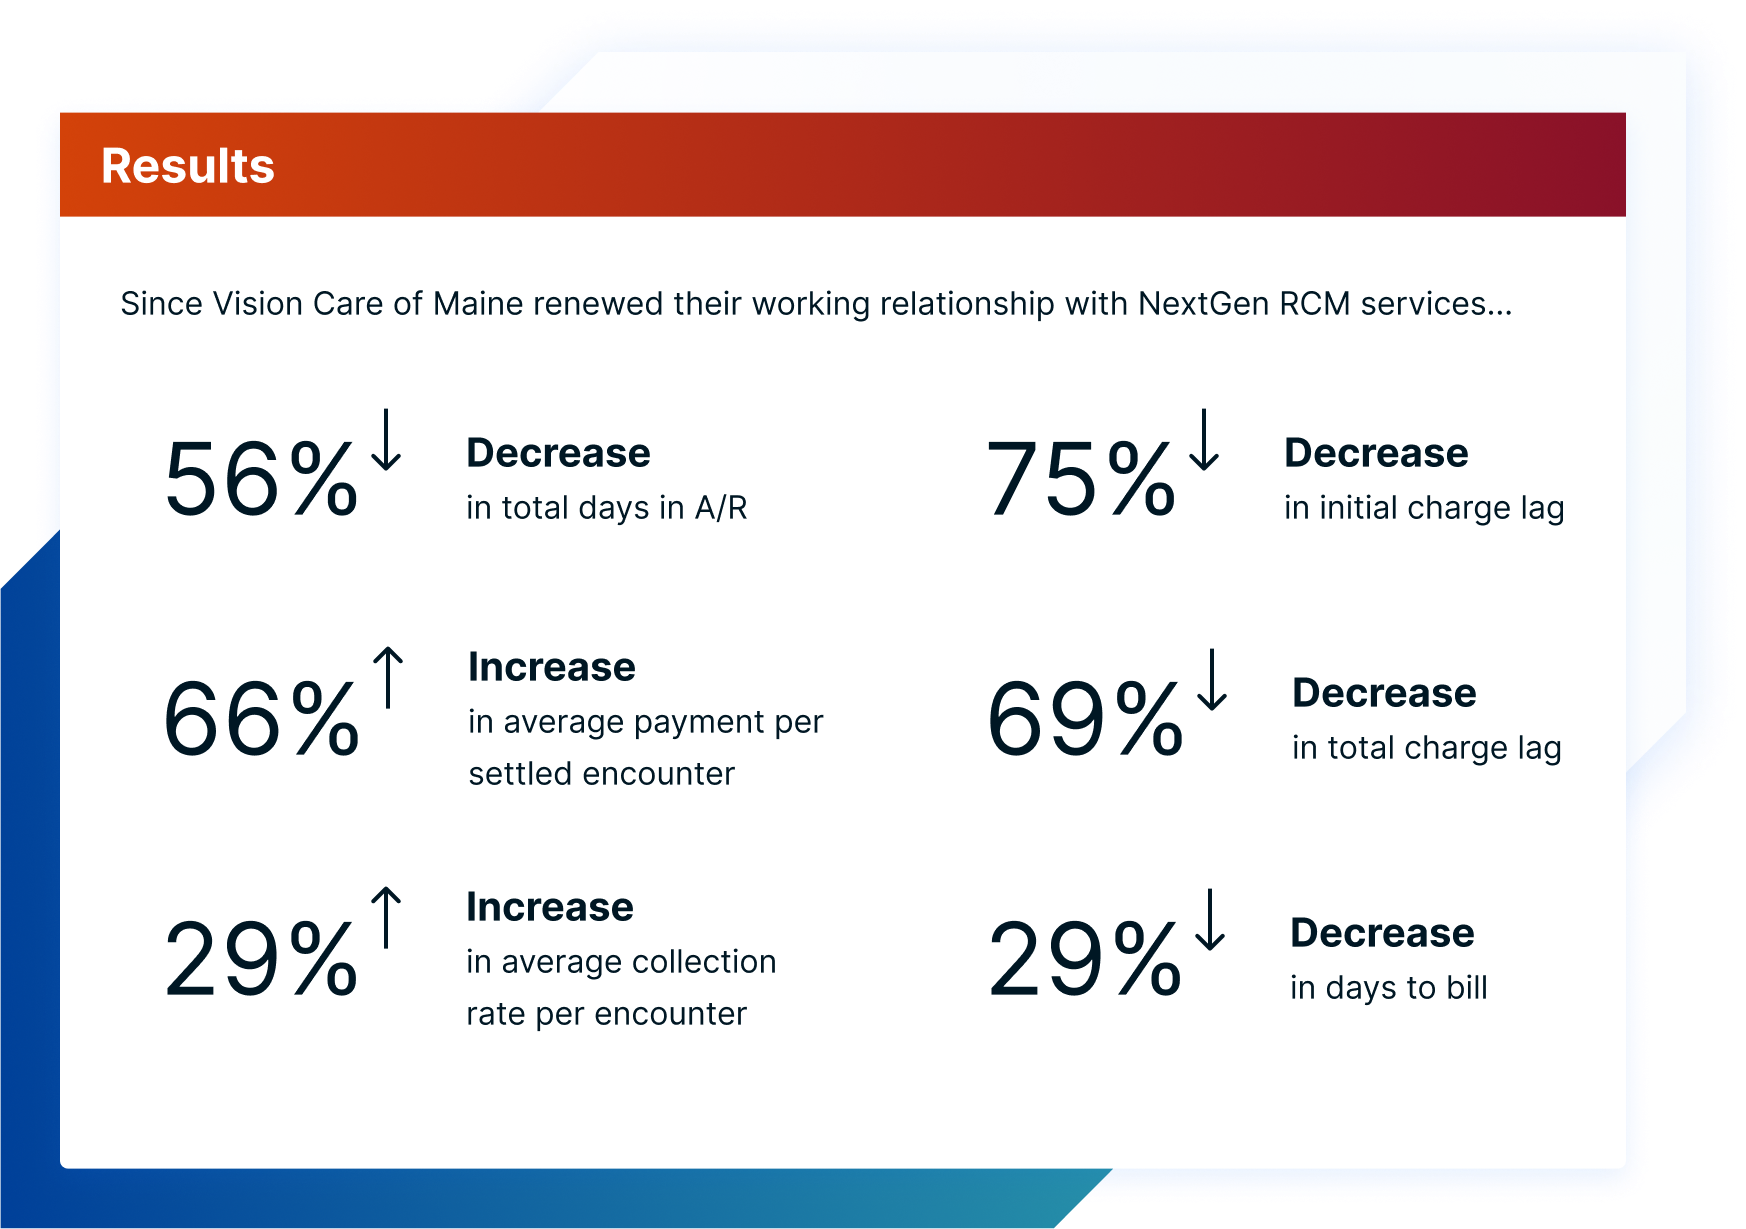 Results
Since Vision Care of Maine renewed their working relationship with NextGen RCM services...
56%↓
Decrease
in total days in A/R
75%↓
Decrease
in initial charge lag
66%↑
Increase
in average payment per
settled encounter
69%↓
Decrease
in total charge lag
29%↑
Increase
in average collection
rate per encounter
29%↓
Decrease
in days to bill